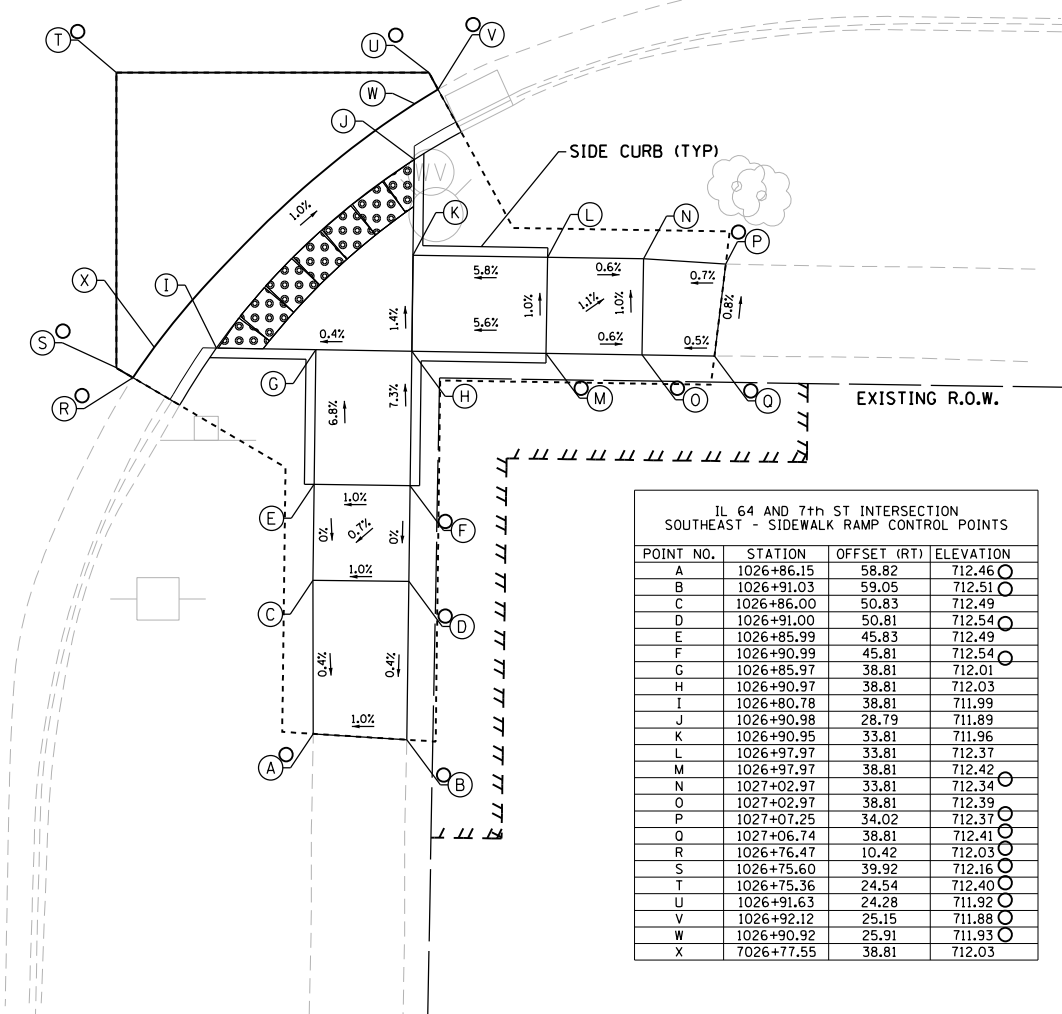 T
U
V
W
J
WV
SIDE CURB (TYP)
1.0%
K
L
N
P
X
I
5.8%
0.6%
0.7%
1.0%
1.1%
1.0%
0.8%
1.4%
S
0.4%
5.6%
0.6%
0.5%
R
G
H
M
O
Q
EXISTING R.O.W.
6.8%
7.3%
E
1.0%
F
0%
0.7%
0%
1.0%
C
D
0.4%
0.4%
1.0%
A
B
IL 64 AND 7th ST INTERSECTION
SOUTHEAST - SIDEWALK RAMP CONTROL POINTS
POINT NO. STATION OFFSET (RT) ELEVATION
A 1026+86.15 58.82 712.46
B 1026+91.03 59.05 712.51
C 1026+86.00 50.83 712.49
D 1026+91.00 50.81 712.54
E 1026+85.99 45.83 712.49
F 1026+90.99 45.81 712.54
G 1026+85.97 38.81 712.01
H 1026+90.97 38.81 712.03
I 1026+80.78 38.81 711.99
J 1026+90.98 28.79 711.89
K 1026+90.95 33.81 711.96
L 1026+97.97 33.81 712.37
M 1026+97.97 38.81 712.42
N 1027+02.97 33.81 712.34
O 1027+02.97 38.81 712.39
P 1027+07.25 34.02 712.37
Q 1027+06.74 38.81 712.41
R 1026+76.47 10.42 712.03
S 1026+75.60 39.92 712.16
T 1026+75.36 24.54 712.40
U 1026+91.63 24.28 711.92
V 1026+92.12 25.15 711.88
W 1026+90.92 25.91 711.93
X 7026+77.55 38.81 712.03